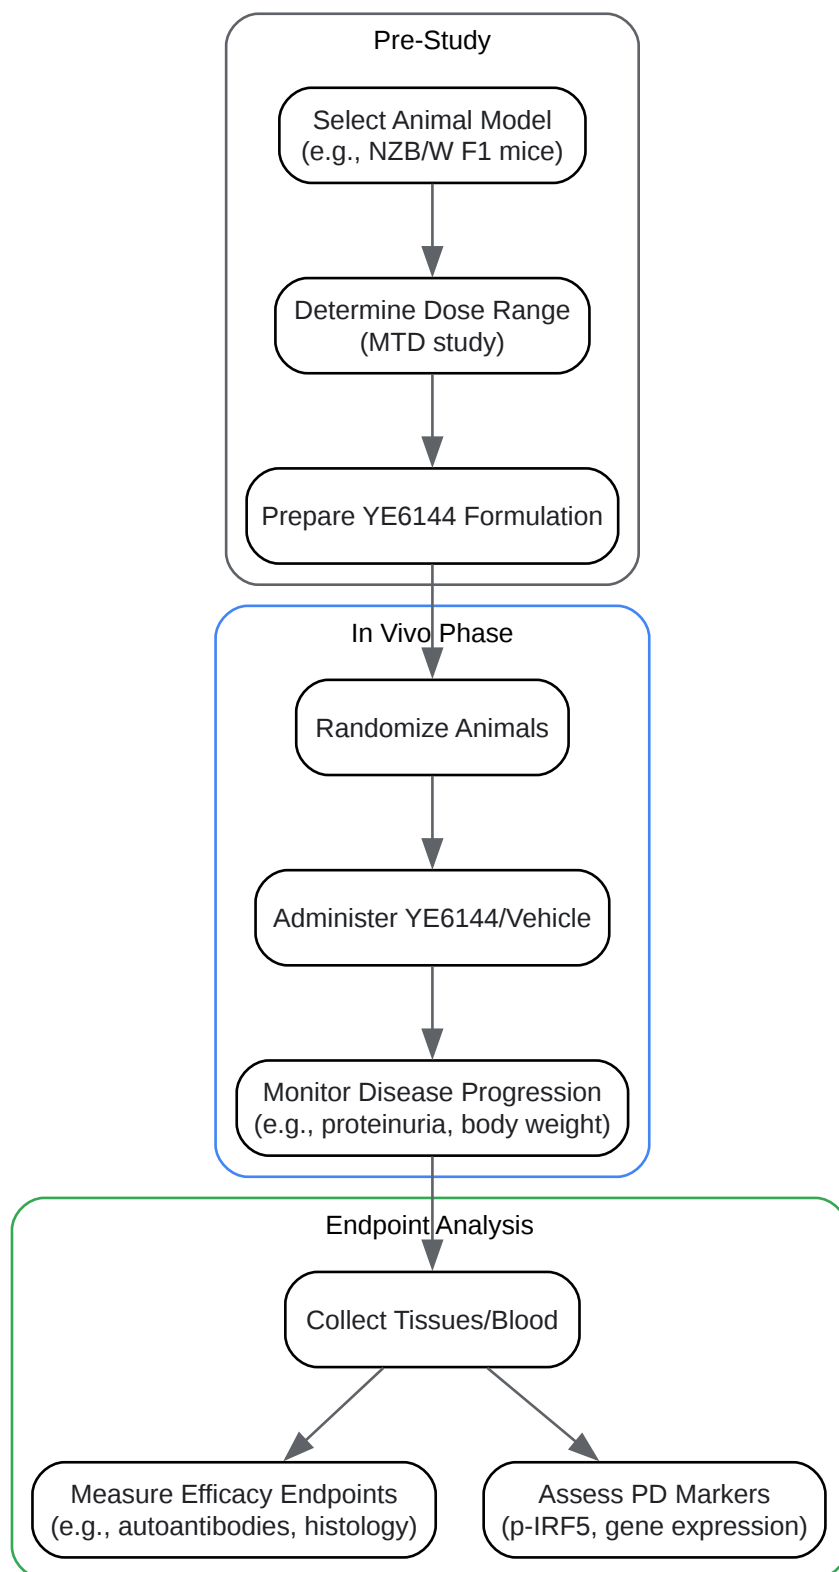 Pre-Study
Select Animal Model
(e.g., NZB/W F1 mice)
Determine Dose Range
(MTD study)
Prepare YE6144 Formulation
In Vivo Phase
Randomize Animals
Administer YE6144/Vehicle
Monitor Disease Progression
(e.g., proteinuria, body weight)
Endpoint Analysis
Collect Tissues/Blood
Measure Efficacy Endpoints
(e.g., autoantibodies, histology)
Assess PD Markers
(p-IRF5, gene expression)